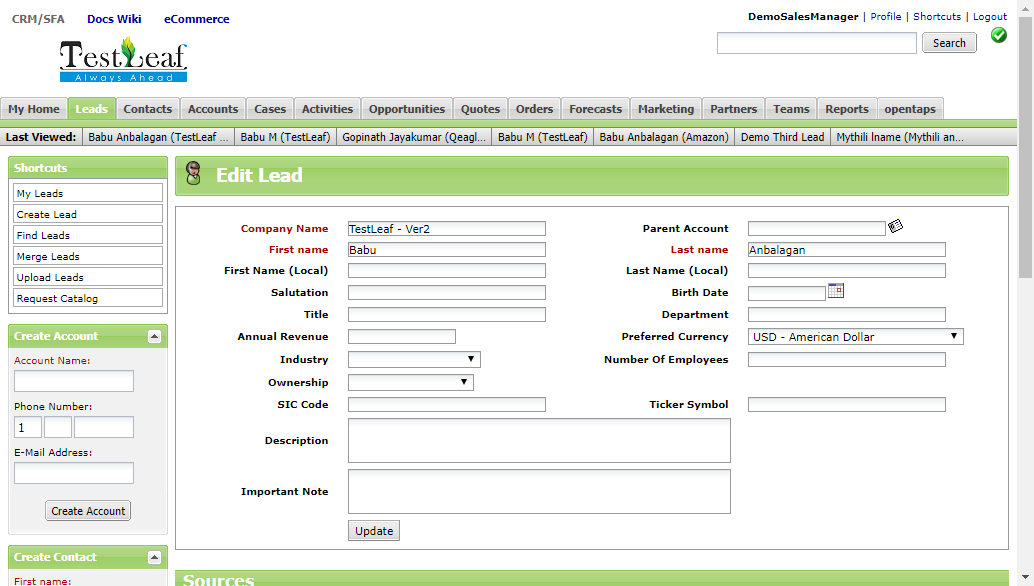 CRM/SFA Docs Wiki eCommerce
DemoSalesManager | Profile | Shortcuts | Logout
TestLeaf
Always Ahead
Search
My Home Leads Contacts Accounts Cases Activities Opportunities Quotes Orders Forecasts Marketing Partners Teams Reports opentaps
Last Viewed: Babu Anbalagan (TestLeaf ... Babu M (TestLeaf) Gopinath Jayakumar (Qeagl... Babu M (TestLeaf) Babu Anbalagan (Amazon) Demo Third Lead Mythili lname (Mythili an...
Shortcuts
My Leads
Create Lead
Find Leads
Merge Leads
Upload Leads
Request Catalog
Create Account
Account Name:
Phone Number:
1
E-Mail Address:
Create Account
Create Contact
First name:
Edit Lead
Company Name TestLeaf - Ver2 Parent Account
First name Babu Last name Anbalagan
First Name (Local) Last Name (Local)
Salutation Birth Date
Title Department
Annual Revenue Preferred Currency USD - American Dollar
Industry Number Of Employees
Ownership
SIC Code Ticker Symbol
Description
Important Note
Update
Sources